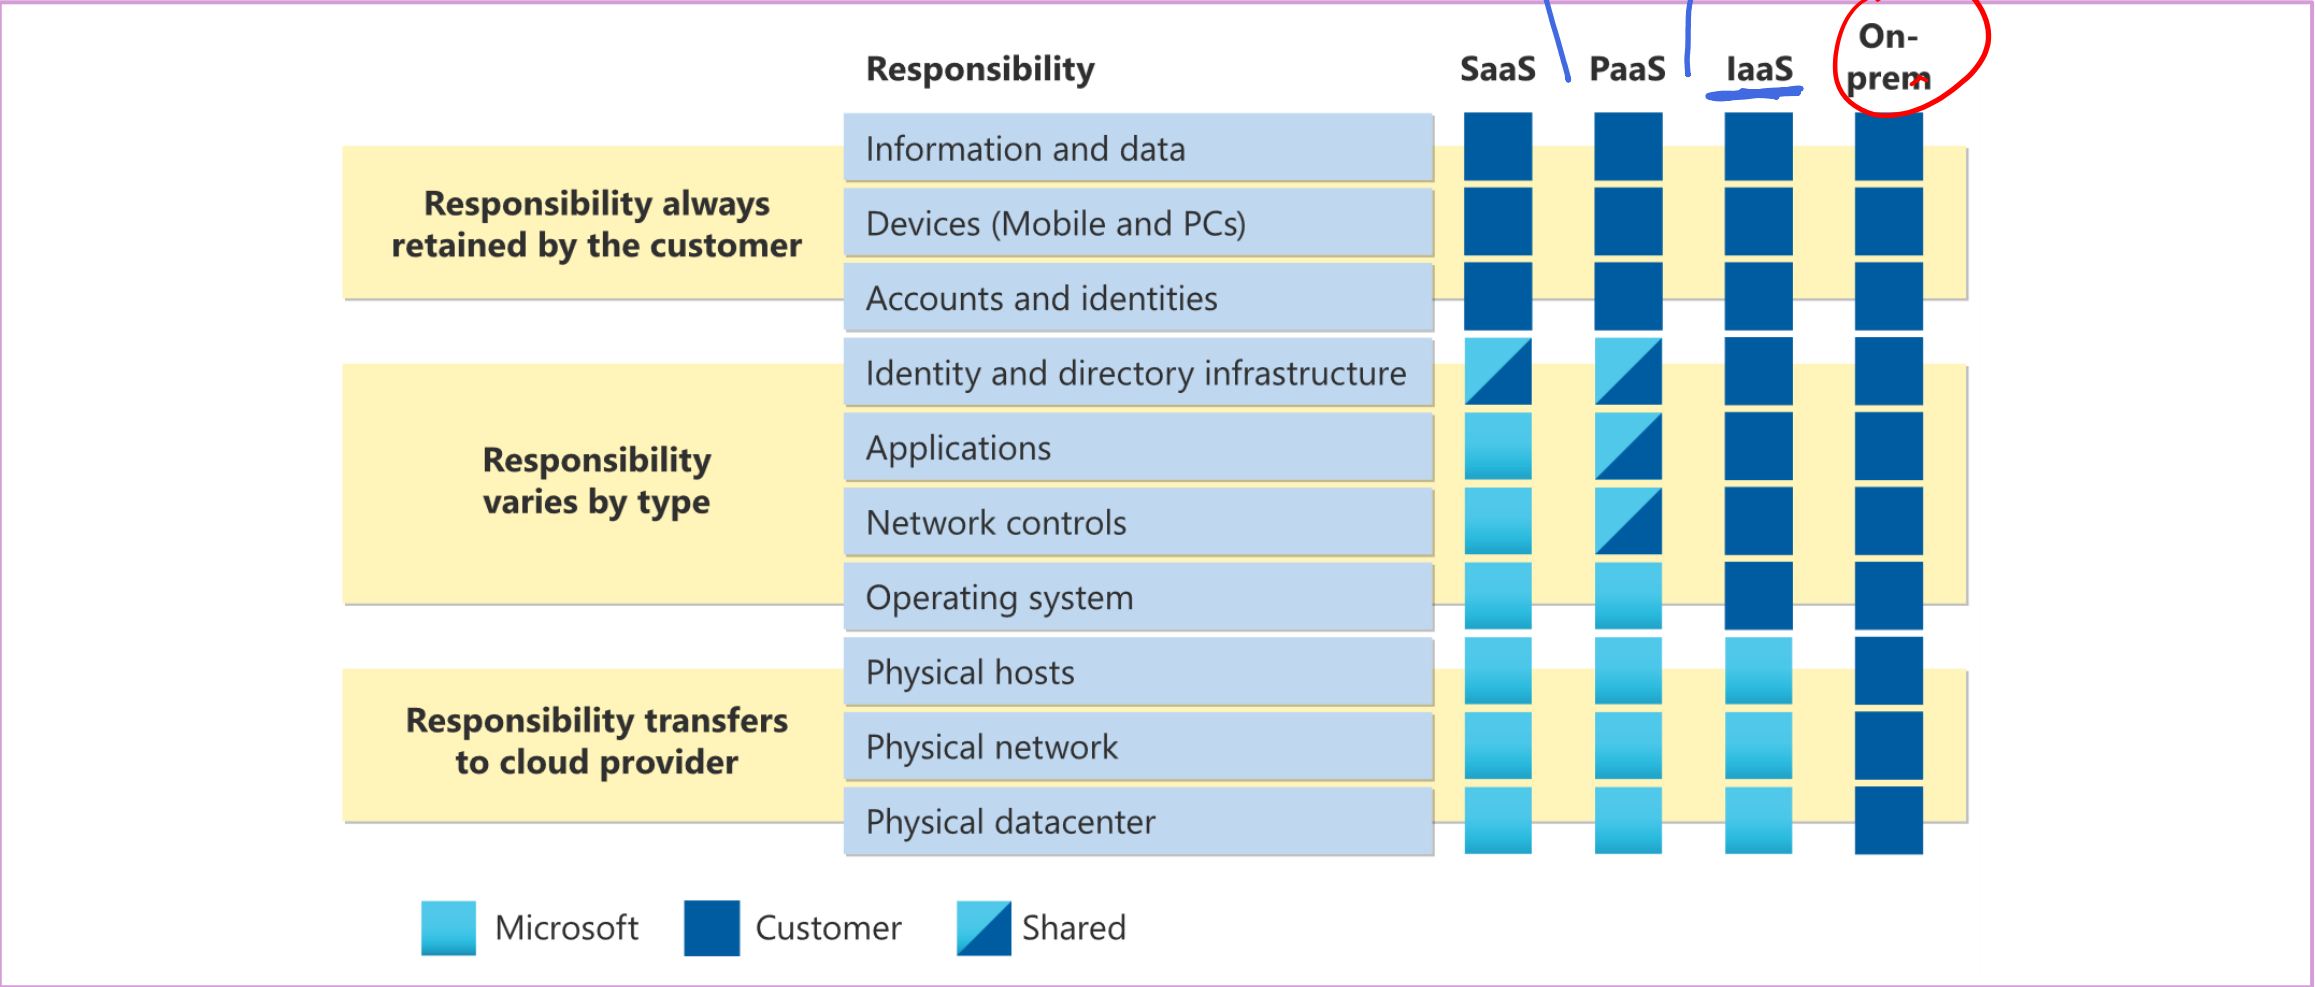 Responsibility SaaS PaaS IaaS On-
prem
Information and data
Responsibility always
retained by the customer
Devices (Mobile and PCs)
Accounts and identities
Identity and directory infrastructure
Applications
Responsibility
varies by type
Network controls
Operating system
Physical hosts
Responsibility transfers
to cloud provider
Physical network
Physical datacenter
Microsoft Customer Shared